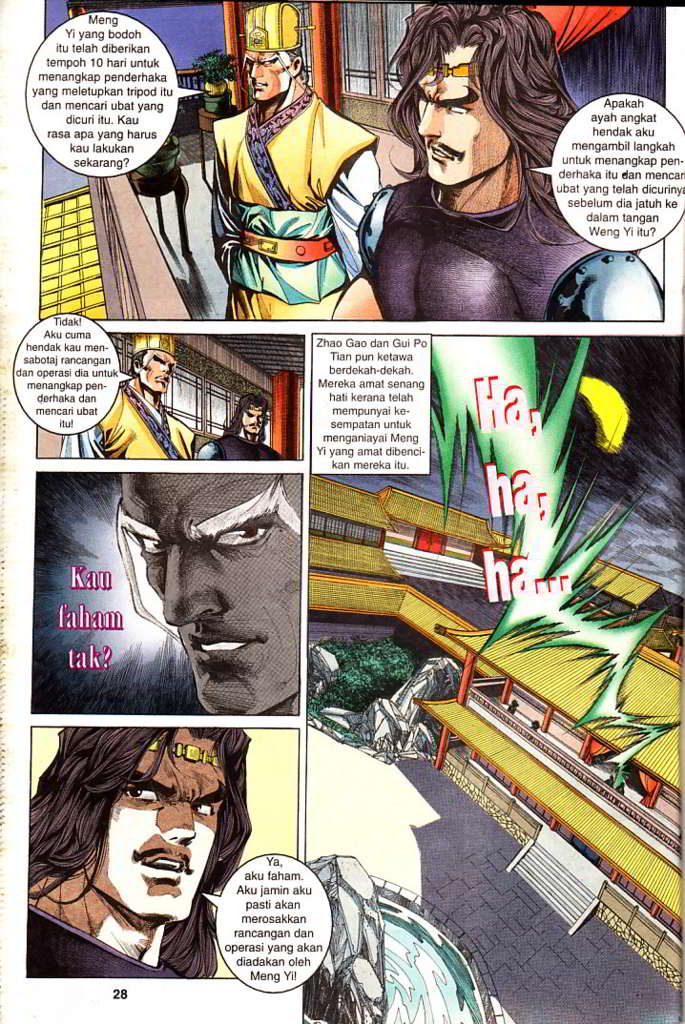 Meng
Yi yang bodoh
itu telah diberikan
tempoh 10 hari untuk
menangkap penderhaka
yang meletupkan tripod itu
dan mencari ubat yang
dicuri itu. Kau
rasa apa yang harus
kau lakukan
sekarang?
Apakah
ayah angkat
hendak aku
mengambil langkah
untuk menangkap pen-
derhaka itu dan mencari
ubat yang telah dicurinya
sebelum dia jatuh ke
dalam tangan
Weng Yi itu?
Tidak!
Aku cuma
hendak kau men-
sabotaj rancangan
dan operasi dia untuk
menangkap pen-
derhaka dan
mencari ubat
itu!
Zhao Gao dan Gui Po
Tian pun ketawa
berdekah-dekah.
Mereka amat senang
hati kerana telah
mempunyai ke-
sempatan untuk
menganiayai Meng
Yi yang amat dibenci-
kan mereka itu.
Ha,
ha,
ha...
Kau
faham
tak?
Ya,
aku faham.
Aku jamin aku
pasti akan
merosakkan
rancangan dan
operasi yang akan
diadakan oleh
Meng Yi!
28